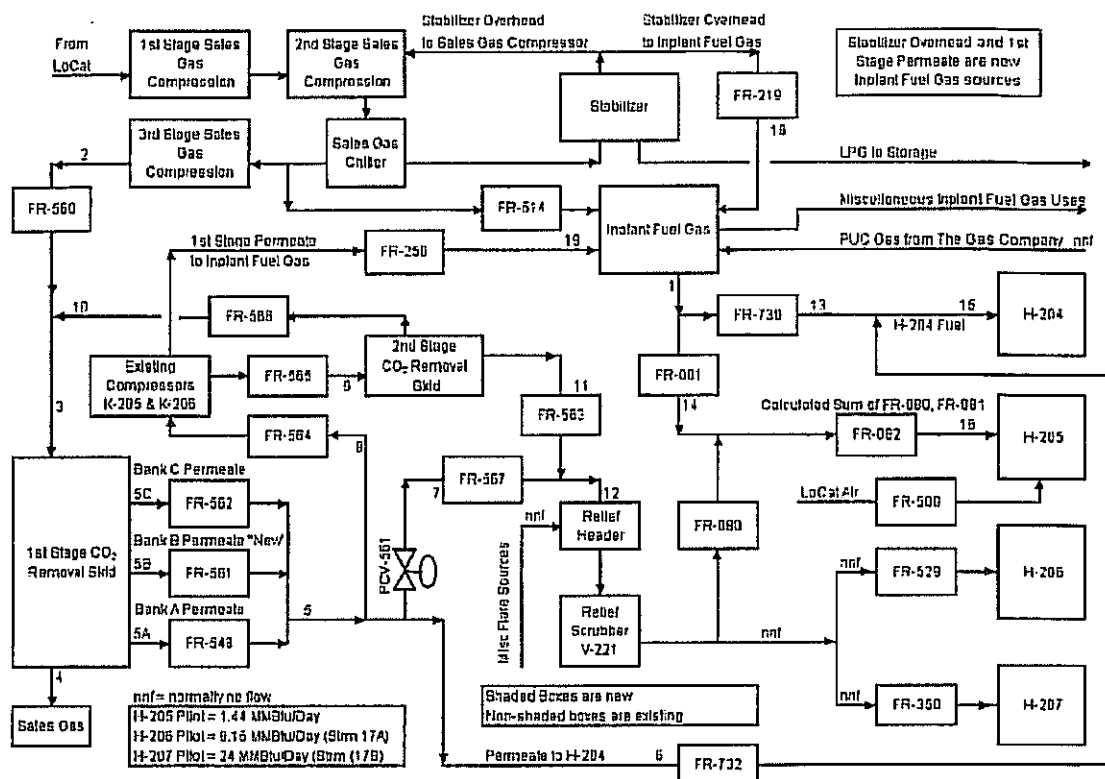 From
LoCat
1st Stage Sales
Gas
Compression
2nd Stage Sales
Gas
Compression
Stabilizer Overhead
to Sales Gas Compressor
Stabilizer Overhead
to Inplant Fuel Gas
Stabilizer Overhead and 1st
Stage Permeate are new
Inplant Fuel Gas sources
Stabilizer
FR-219
18
3rd Stage Sales
Gas
Compression
2
Sales Gas
Chiller
LPG to Storage
FR-560
FR-514
Inplant Fuel Gas
Miscellaneous Inplant Fuel Gas Uses
1st Stage Permeate
to Inplant Fuel Gas
FR-250
19
PUC Gas from The Gas Company nnf
1
10
FR-566
FR-730
13
15
H-204 Fuel
H-204
Existing
Compressors
K-205 & K-206
FR-565
9
2nd Stage
CO2 Removal
Skid
11
FR-081
14
3
FR-564
8
FR-563
Calculated Sum of FR-080, FR-081
FR-082
16
H-205
Bank C Permeate
5C
FR-562
7
FR-567
12
nnf
Relief
Header
FR-080
LoCat Air
FR-500
1st Stage CO2
Removal Skid
Bank B Permeate "New"
5B
FR-561
PCV-561
Misc Flare Sources
nnf
FR-529
H-206
Bank A Permeate
5A
FR-548
5
Relief
Scrubber
V-221
nnf
4
nnf
FR-350
H-207
Sales Gas
nnf = normally no flow
H-205 Pilot = 1.44 MMBtu/Day
H-206 Pilot = 8.16 MMBtu/Day (Strm 17A)
H-207 Pilot = 24 MMBtu/Day (Strm (17B)
Shaded Boxes are new
Non-shaded boxes are existing
Permeate to H-204
6
FR-732